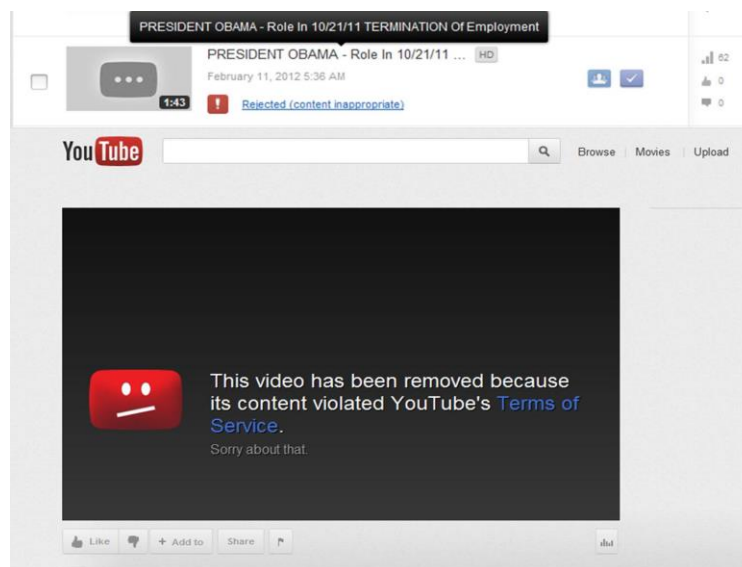 PRESIDENT OBAMA - Role In 10/21/11 TERMINATION Of Employment
PRESIDENT OBAMA - Role In 10/21/11 ... HD
February 11, 2012 5:36 AM
1:43
! Rejected (content inappropriate)
62
0
0
YouTube
Browse Movies Upload
This video has been removed because
its content violated YouTube's Terms of
Service.
Sorry about that.
Like + Add to Share